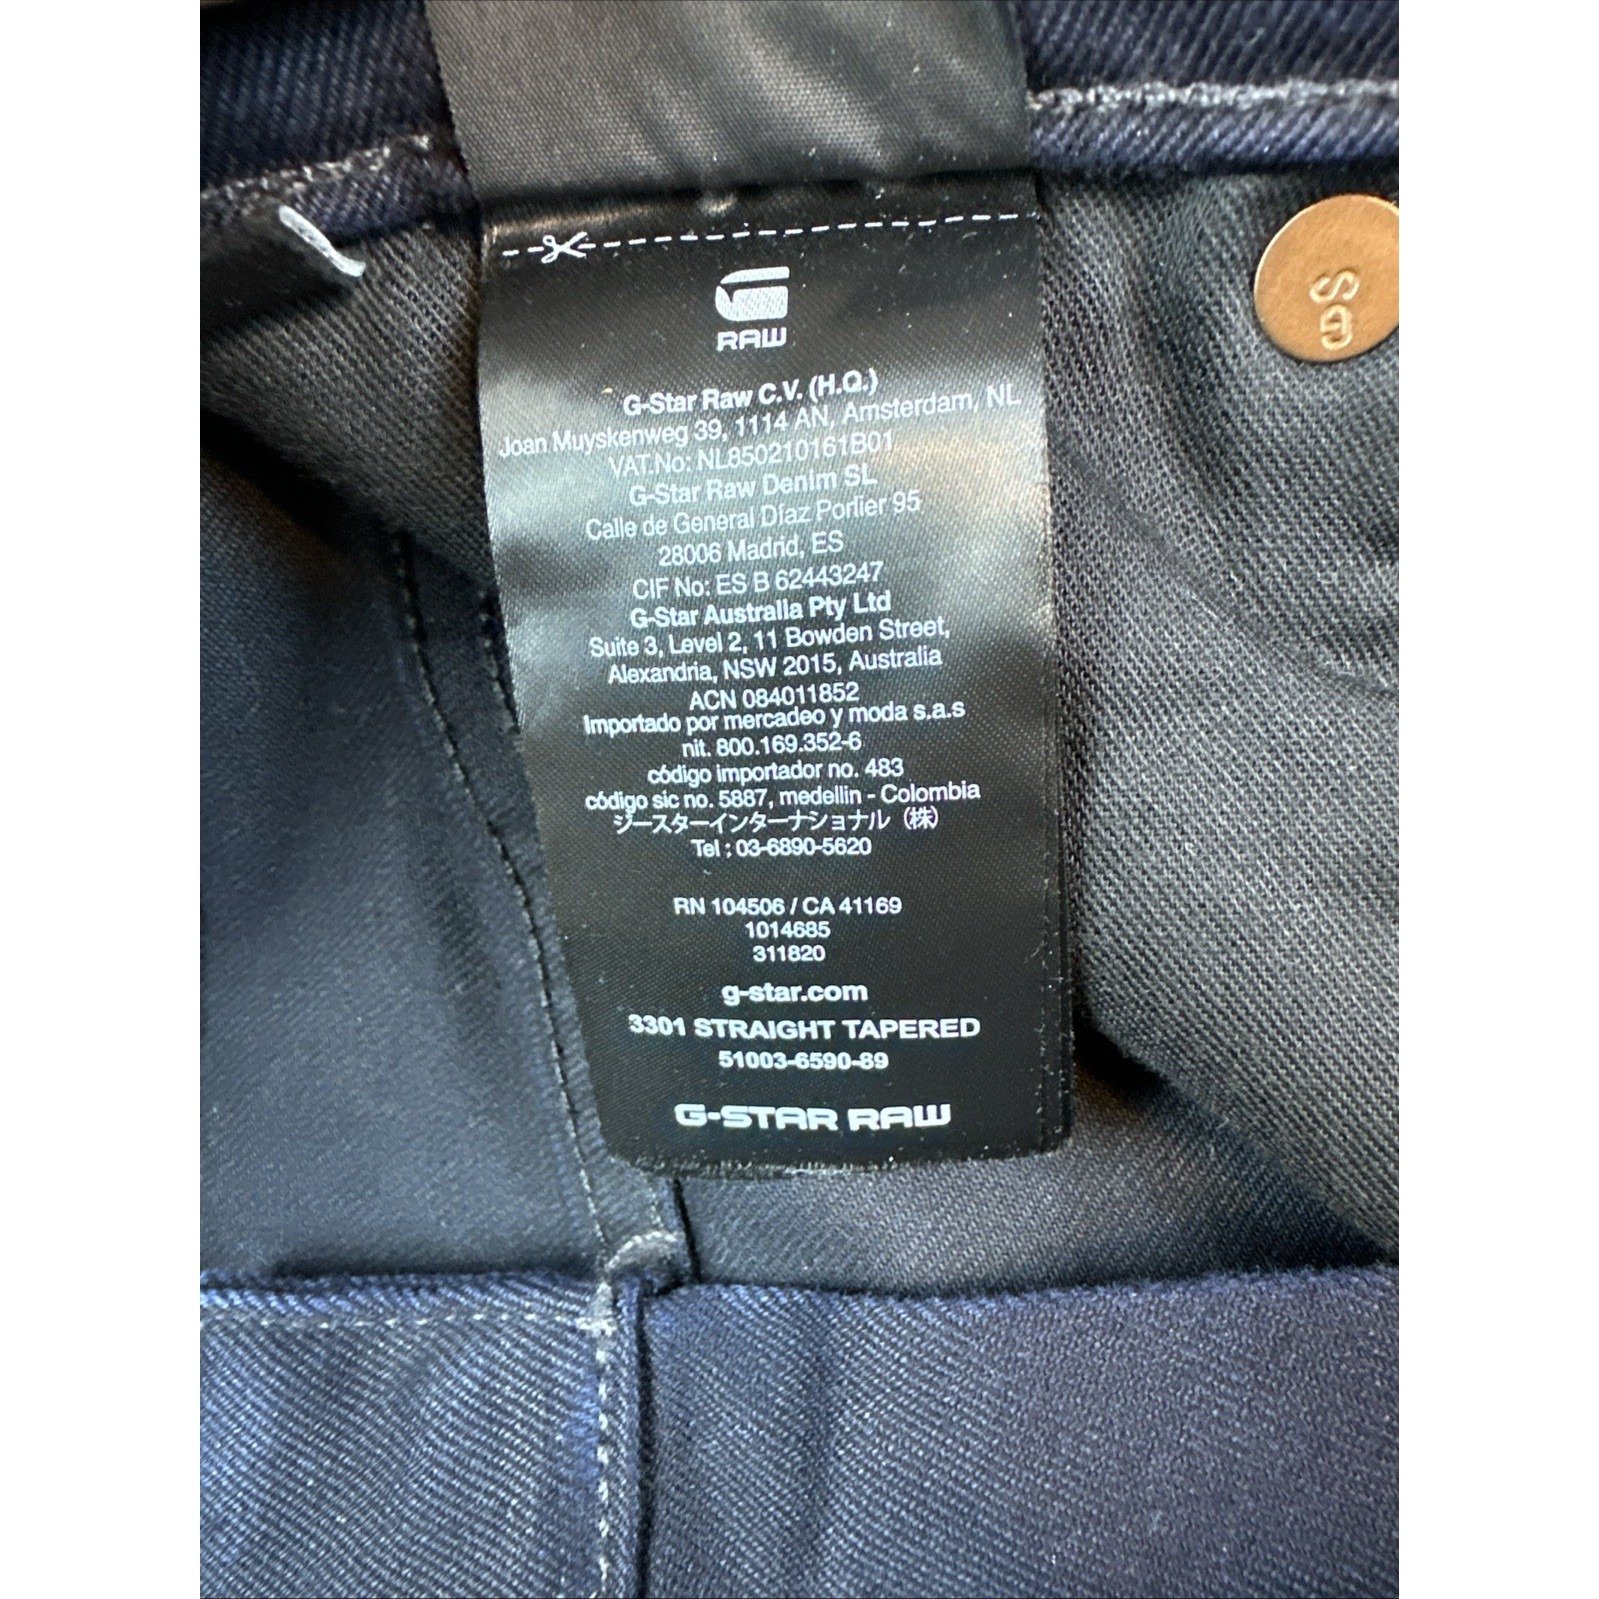 RAW
G-Star Raw C.V. (H.Q.)
Joan Muyskenweg 39, 1114 AN, Amsterdam, NL
VAT.No: NL850210161B01
G-Star Raw Denim SL
Calle de General Díaz Porlier 95
28006 Madrid, ES
CIF No: ES B 62443247
G-Star Australia Pty Ltd
Suite 3, Level 2, 11 Bowden Street,
Alexandria, NSW 2015, Australia
ACN 084011852
Importado por mercadeo y moda s.a.s
nit. 800.169.352-6
código importador no. 483
código sic no. 5887, medellin - Colombia
ジースターインターナショナル（株）
Tel : 03-6890-5620
RN 104506 / CA 41169
1014685
311820
g-star.com
3301 STRAIGHT TAPERED
51003-6590-89
G-STAR RAW
SG